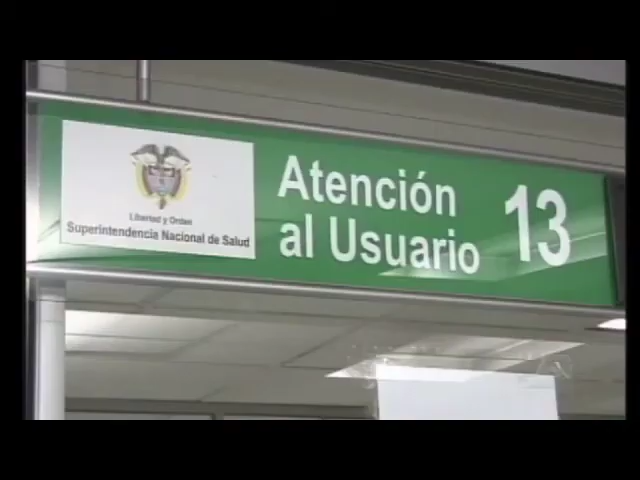 Libertad y Orden
Superintendencia Nacional de Salud
Atención
al Usuario
13